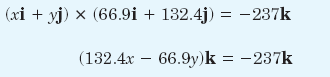 (xi + yj) × (66.9i + 132.4j) = −237k
(132.4x − 66.9y)k = −237k